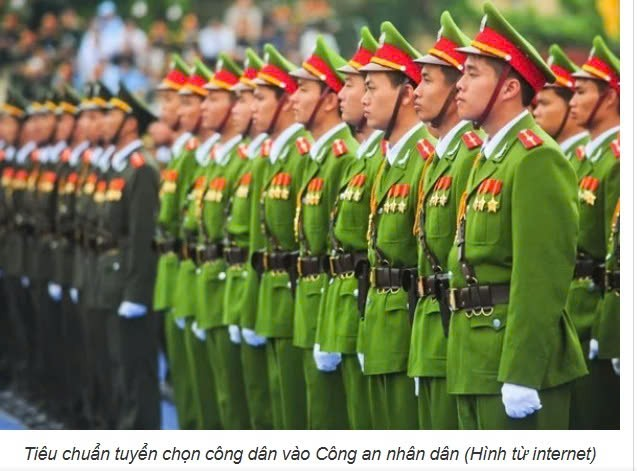 Tiêu chuẩn tuyển chọn công dân vào Công an nhân dân (Hình từ internet)